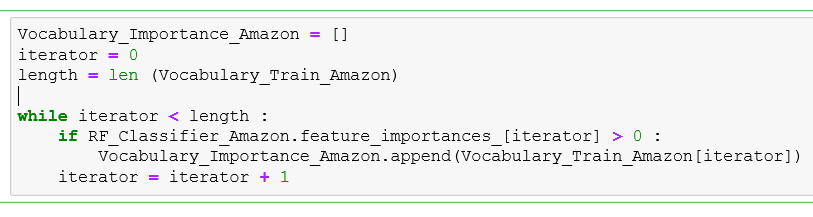 Vocabulary_Importance_Amazon = []
iterator = 0
length = len (Vocabulary_Train_Amazon)
while iterator < length :
    if RF_Classifier_Amazon.feature_importances_[iterator] > 0 :
        Vocabulary_Importance_Amazon.append(Vocabulary_Train_Amazon[iterator])
    iterator = iterator + 1